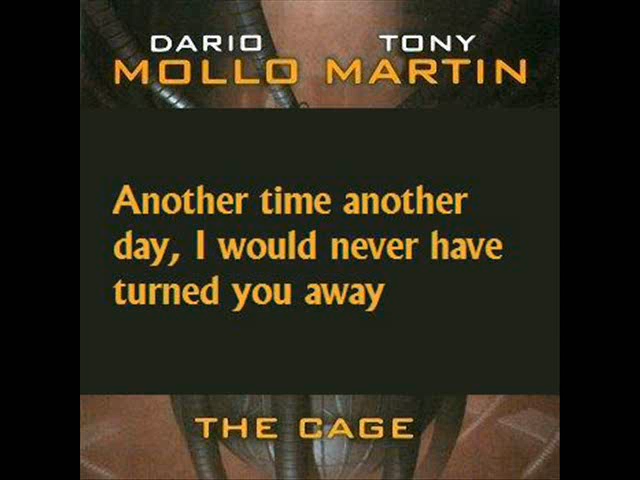 DARIO TONY
MOLLO MARTIN
Another time another
day, I would never have
turned you away
THE CAGE